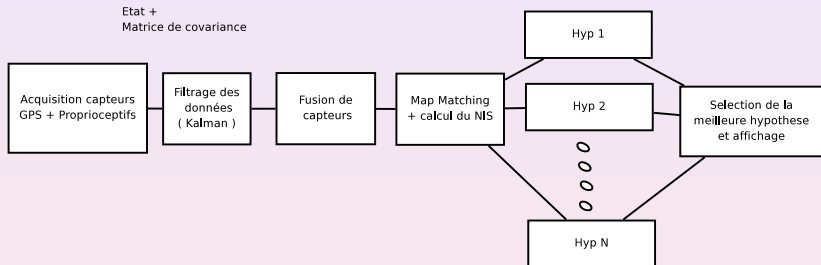 Etat +
Matrice de covariance
Acquisition capteurs
GPS + Proprioceptifs
Filtrage des
données
( Kalman )
Fusion de
capteurs
Map Matching
+ calcul du NIS
Hyp 1
Hyp 2
Hyp N
Selection de la
meilleure hypothese
et affichage